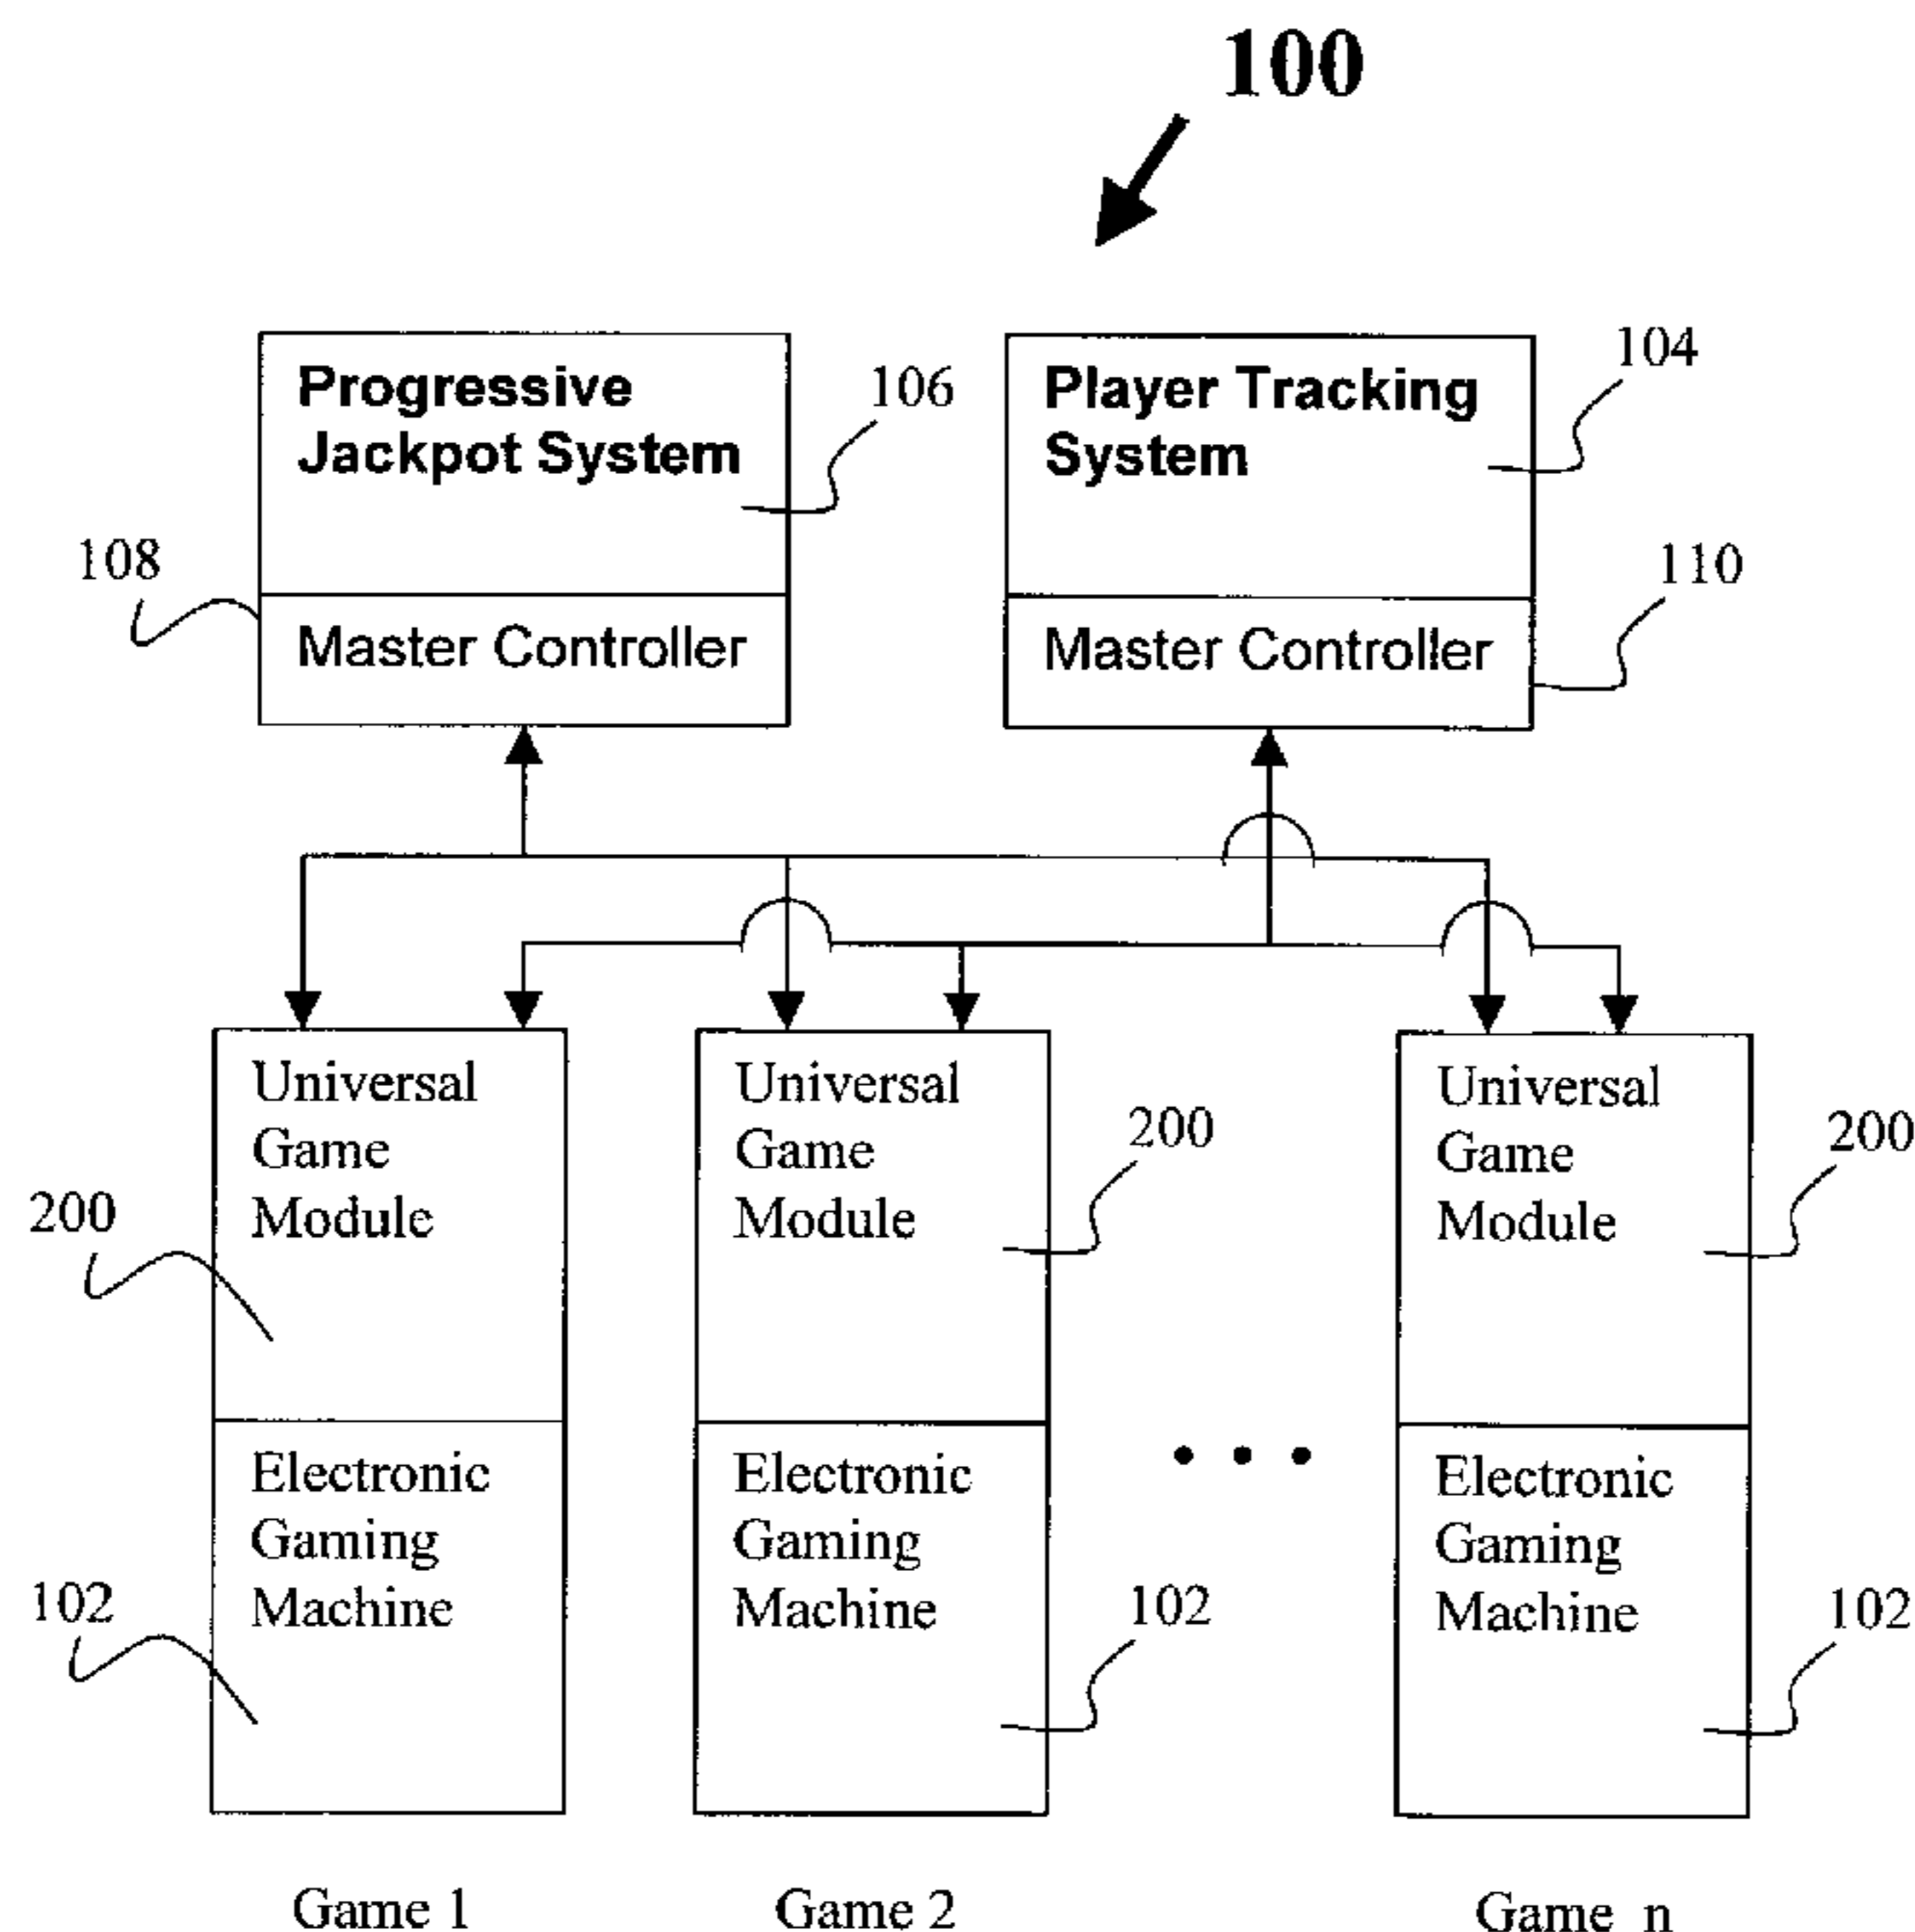 100
Progressive
Jackpot System
106
Player Tracking
System
104
108
Master Controller
Master Controller
110
Universal
Game
Module
200
Universal
Game
Module
200
Universal
Game
Module
200
Electronic
Gaming
Machine
102
Electronic
Gaming
Machine
102
Electronic
Gaming
Machine
102
Game 1
Game 2
Game n